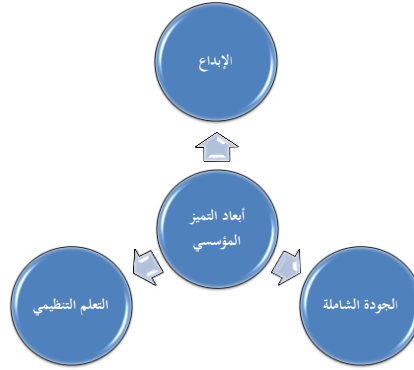 الإبداع
أبعاد التميز
المؤسسي
الجودة الشاملة
التعلم التنظيمي